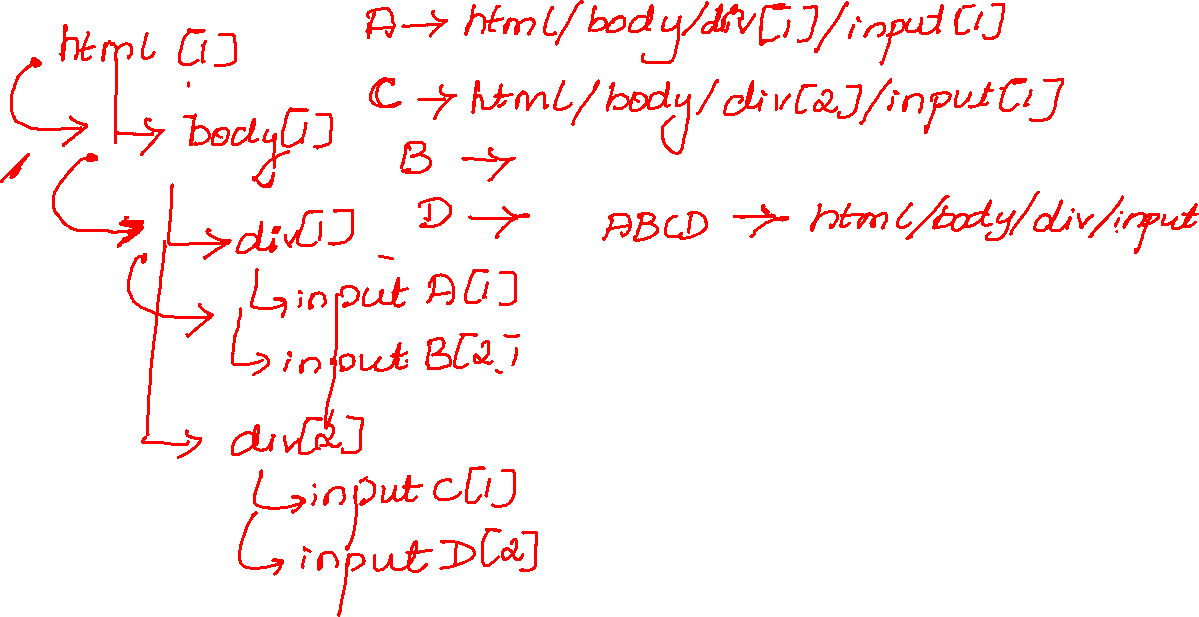 html [1]
body[1]
div[1]
input A[1]
input B[2]
div[2]
input C[1]
input D[2]
A → html/body/div[1]/input[1]
C → html/body/div[2]/input[1]
B →
D →
ABCD → html/body/div/input